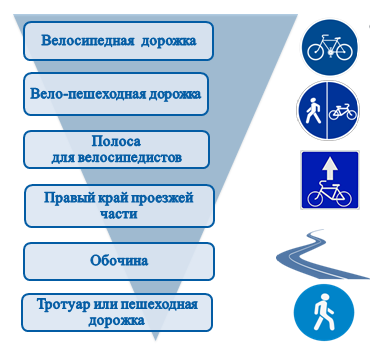 Велосипедная дорожка
Вело-пешеходная дорожка
Полоса
для велосипедистов
Правый край проезжей
части
Обочина
Тротуар или пешеходная
дорожка